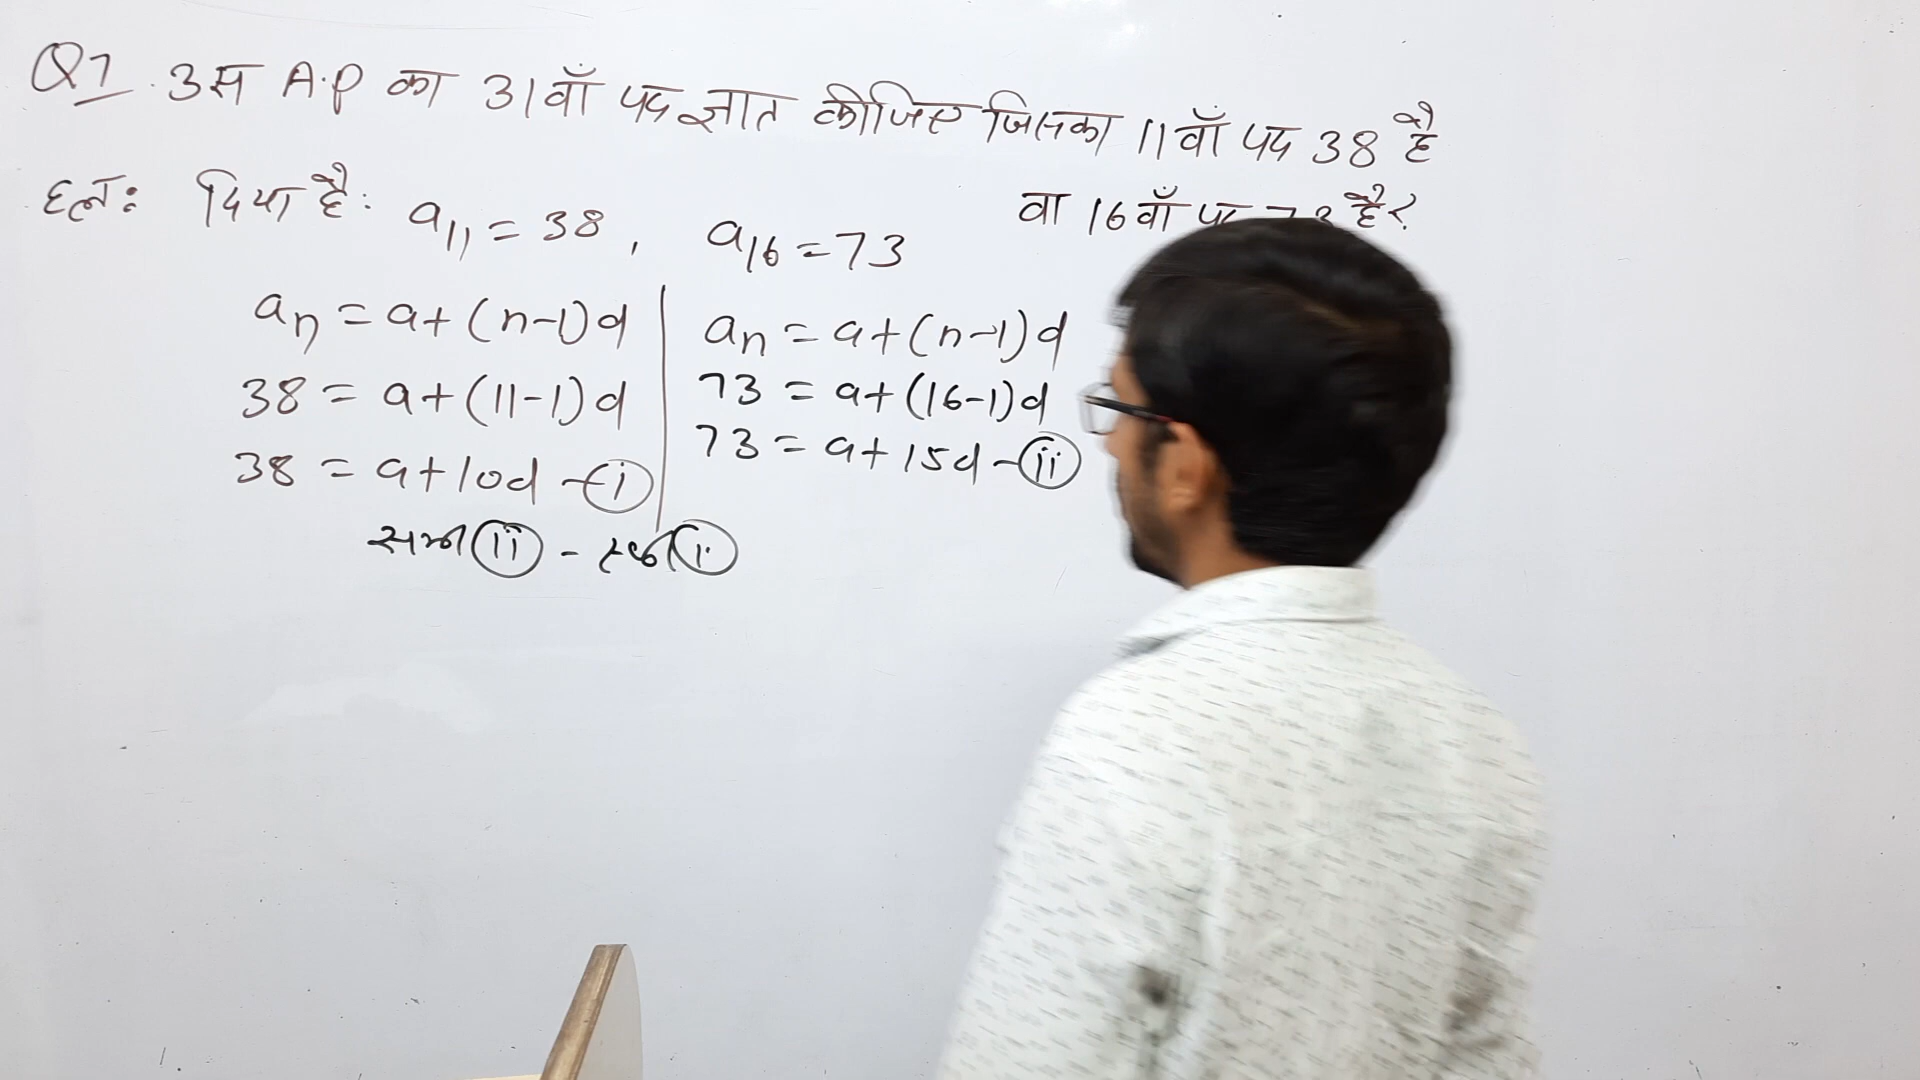 Q7. उस A.P का 31वाँ पद ज्ञात कीजिए जिसका 11वाँ पद 38 है
वा 16वाँ पद 73 है?
हल: दिया है: a₁₁ = 38, a₁₆ = 73
aₙ = a+(n-1)d
38 = a+(11-1)d
38 = a+10d -(i)
aₙ = a+(n-1)d
73 = a+(16-1)d
73 = a+15d -(ii)
समी (ii) - समी (i)